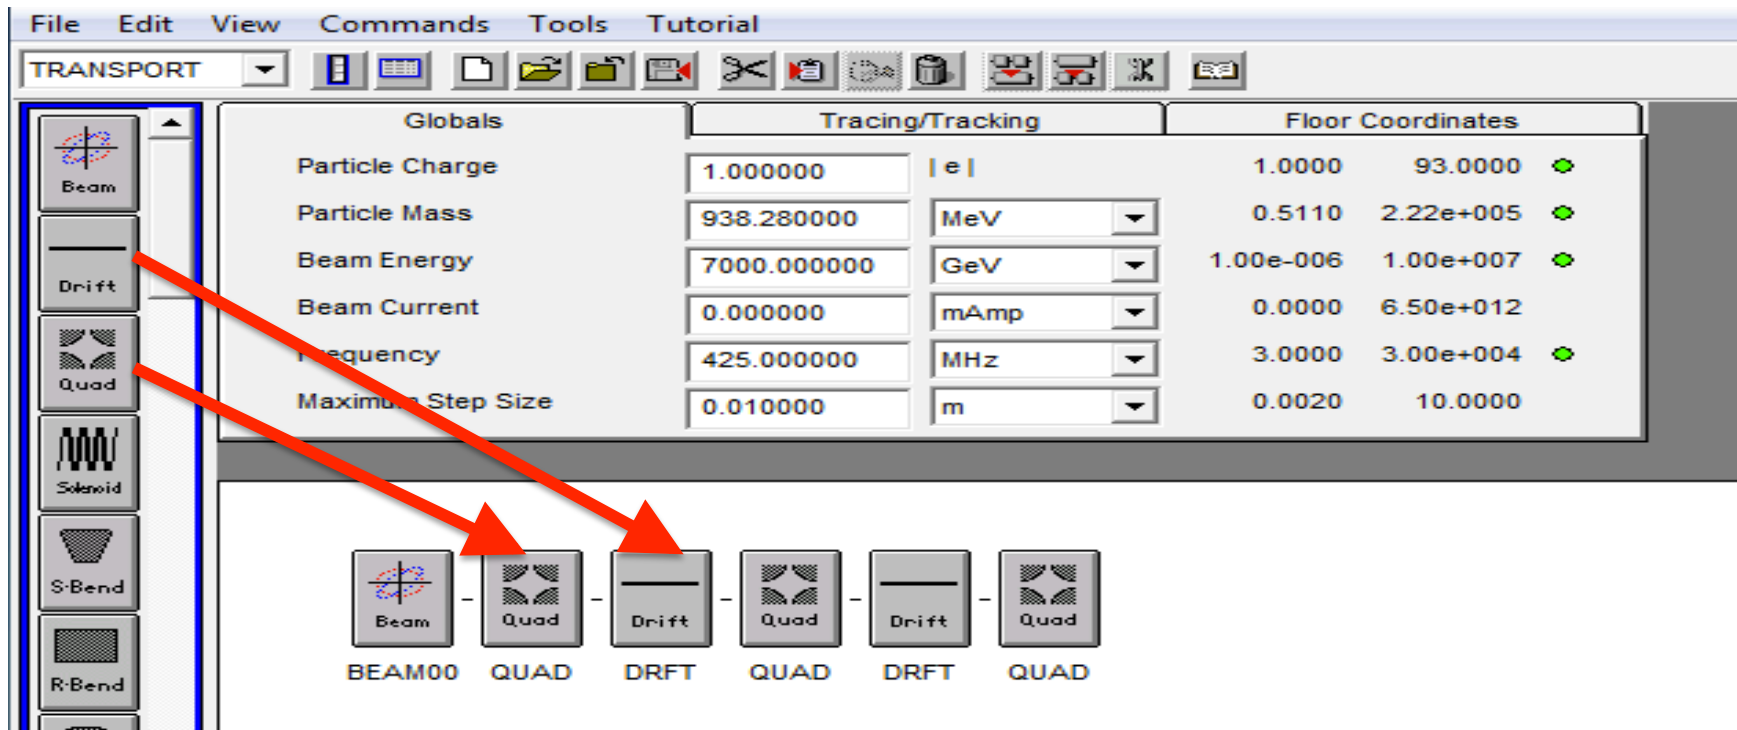 File Edit View Commands Tools Tutorial
TRANSPORT
Globals Tracing/Tracking Floor Coordinates
Particle Charge 1.000000 |e| 1.0000 93.0000
Particle Mass 938.280000 MeV 0.5110 2.22e+005
Beam Energy 7000.000000 GeV 1.00e-006 1.00e+007
Beam Current 0.000000 mAmp 0.0000 6.50e+012
Frequency 425.000000 MHz 3.0000 3.00e+004
Maximum Step Size 0.010000 m 0.0020 10.0000
Beam
Drift
Quad
Solenoid
S-Bend
R-Bend
Beam - Quad - Drift - Quad - Drift - Quad
BEAM00 QUAD DRFT QUAD DRFT QUAD